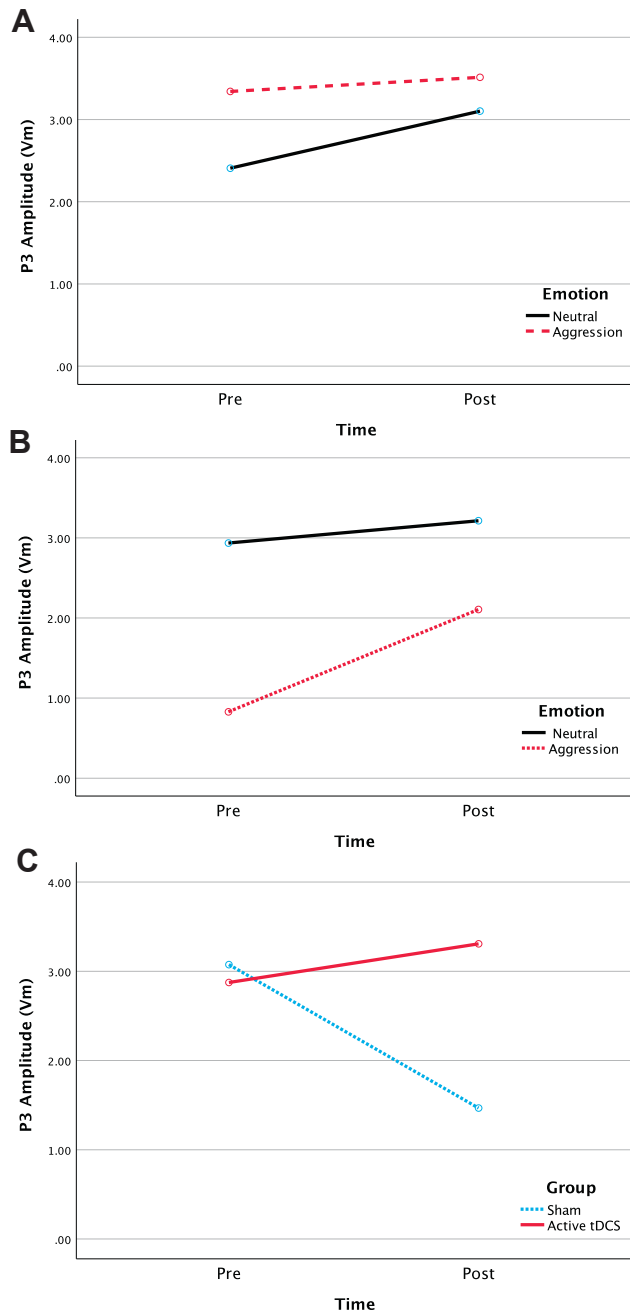 A
4.00
3.00
2.00
1.00
.00
P3 Amplitude (Vm)
Emotion
Neutral
Aggression
Pre
Post
Time
B
4.00
3.00
2.00
1.00
.00
P3 Amplitude (Vm)
Emotion
Neutral
Aggression
Pre
Post
Time
C
4.00
3.00
2.00
1.00
.00
P3 Amplitude (Vm)
Group
Sham
Active tDCS
Pre
Post
Time